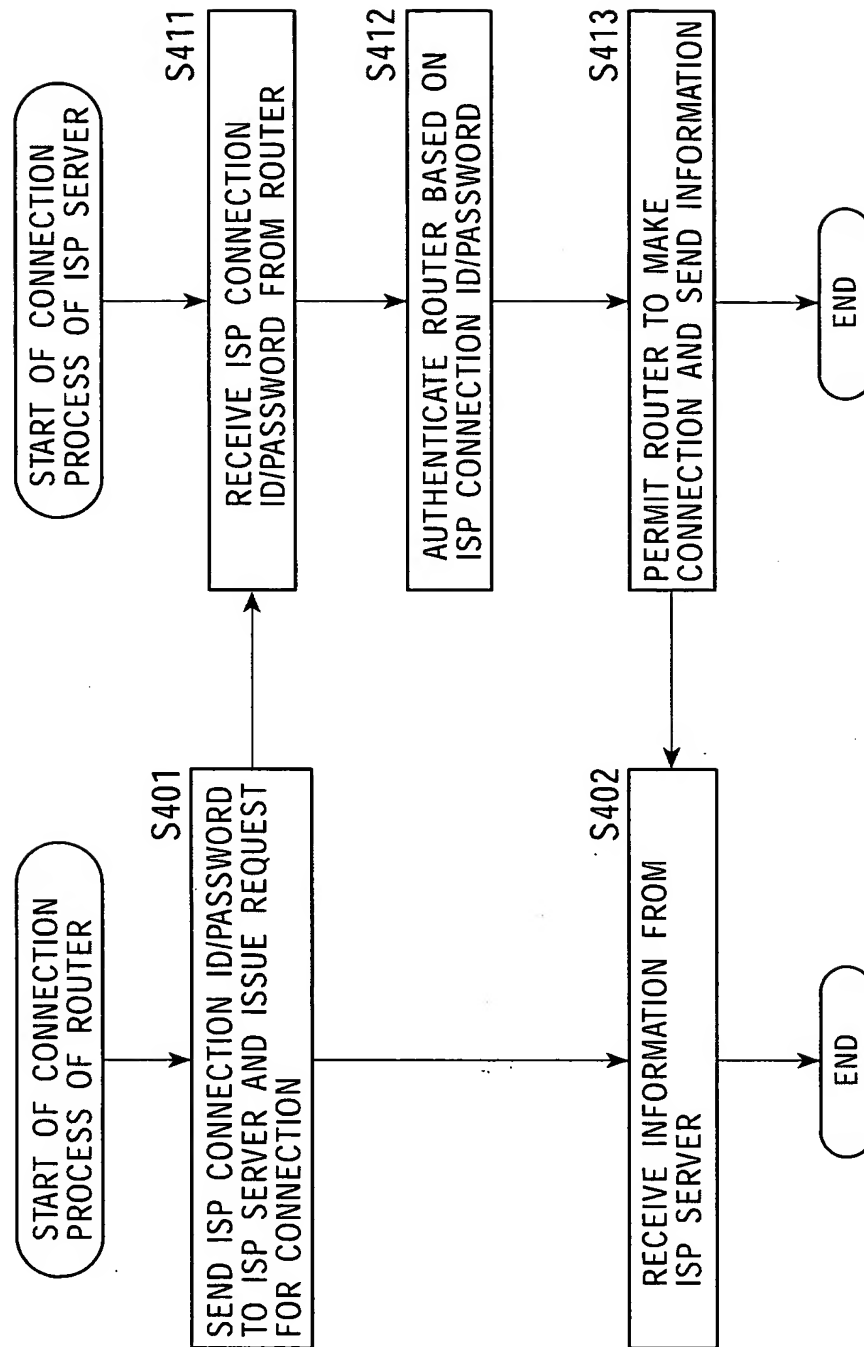 START OF CONNECTION
PROCESS OF ROUTER
S401
SEND ISP CONNECTION ID/PASSWORD
TO ISP SERVER AND ISSUE REQUEST
FOR CONNECTION
S402
RECEIVE INFORMATION FROM
ISP SERVER
END
START OF CONNECTION
PROCESS OF ISP SERVER
S411
RECEIVE ISP CONNECTION
ID/PASSWORD FROM ROUTER
S412
AUTHENTICATE ROUTER BASED ON
ISP CONNECTION ID/PASSWORD
S413
PERMIT ROUTER TO MAKE
CONNECTION AND SEND INFORMATION
END